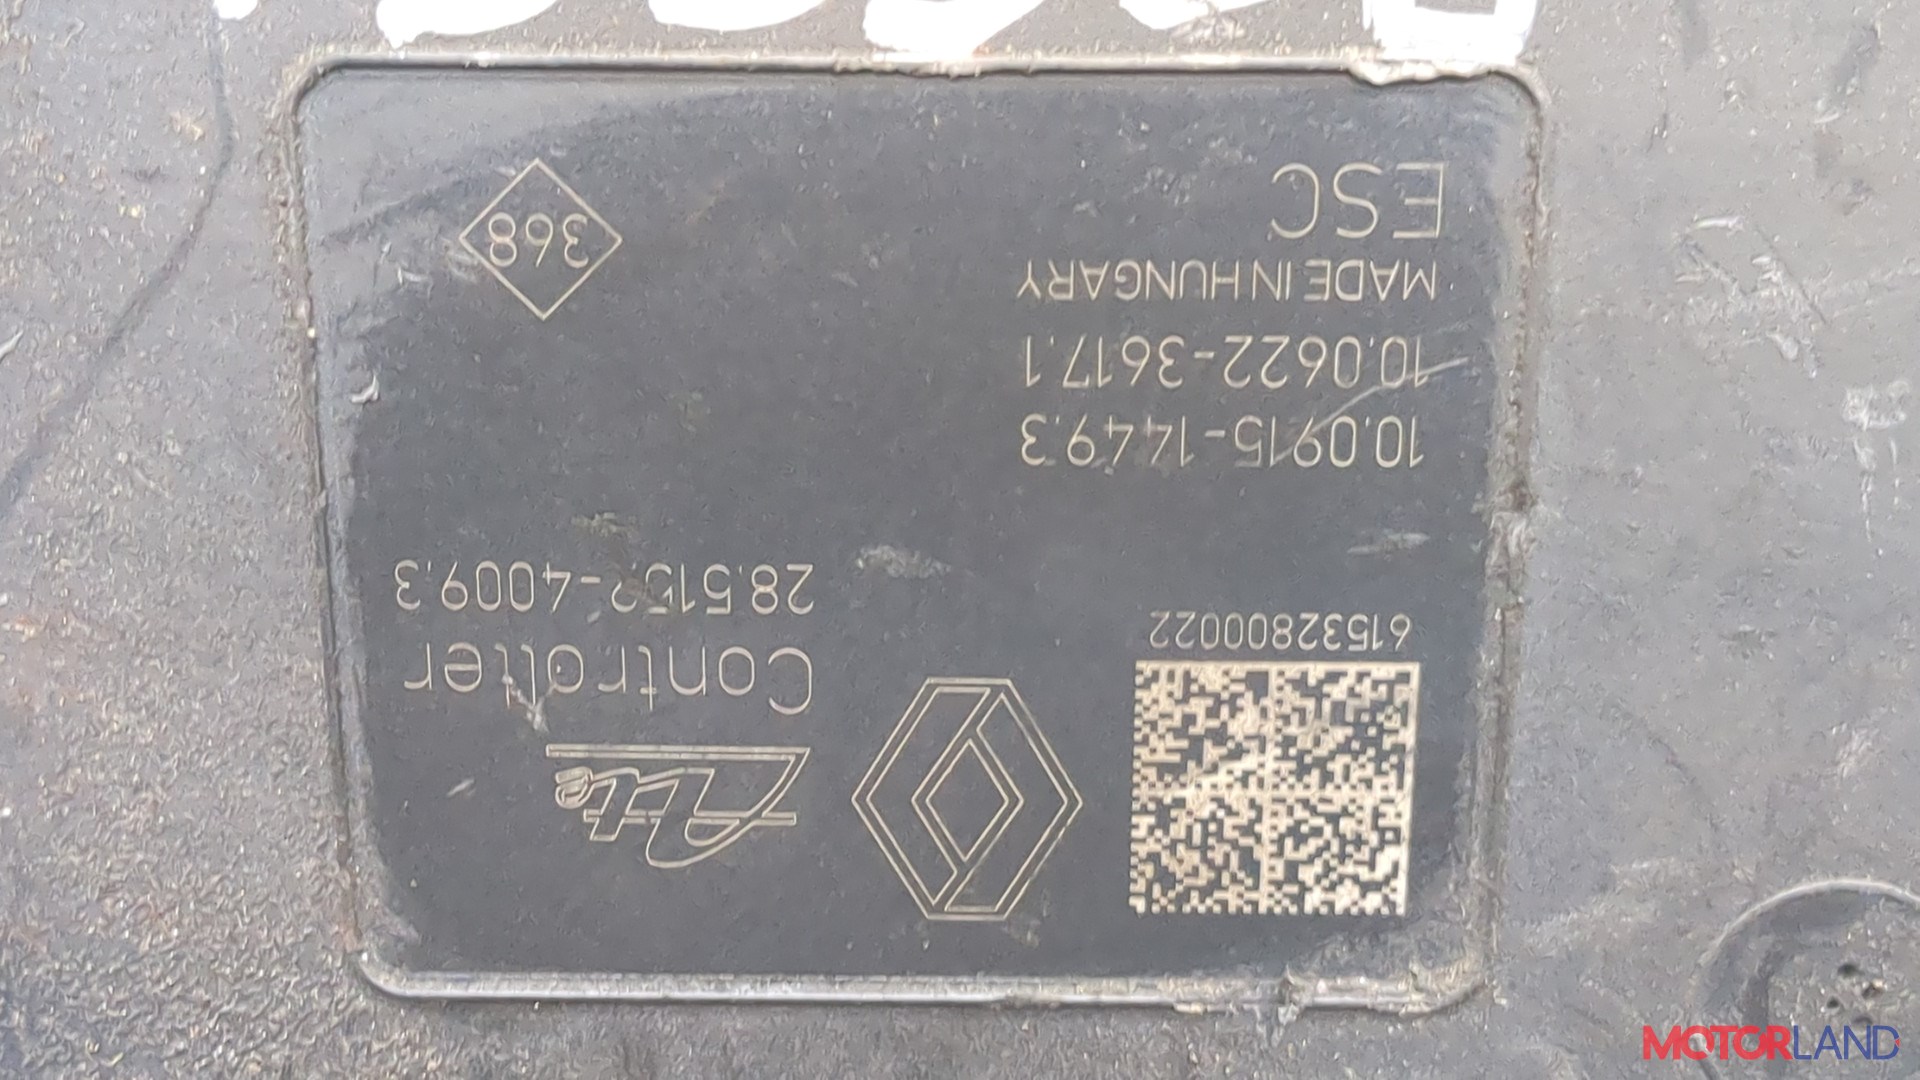 61532800022
Ate
Controller
28.5152-4009.3
10.0915-1449.3
10.0622-3617.1
MADE IN HUNGARY
ESC
368
MOTORLAND